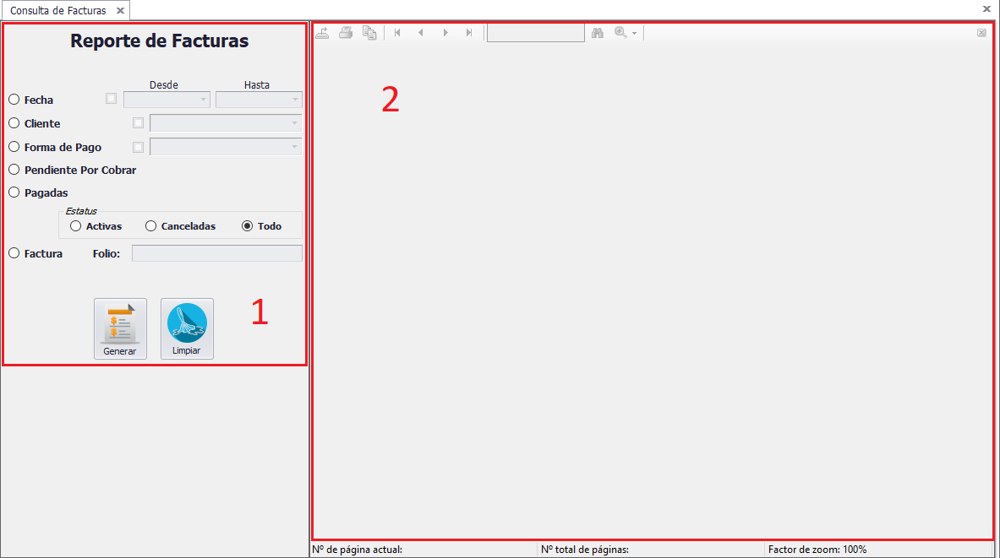 Consulta de Facturas
Reporte de Facturas
Desde Hasta
Fecha
Cliente
Forma de Pago
Pendiente Por Cobrar
Pagadas
Estatus
Activas Canceladas Todo
Factura Folio:
Generar Limpiar
1
2
Nº de página actual: Nº total de páginas: Factor de zoom: 100%